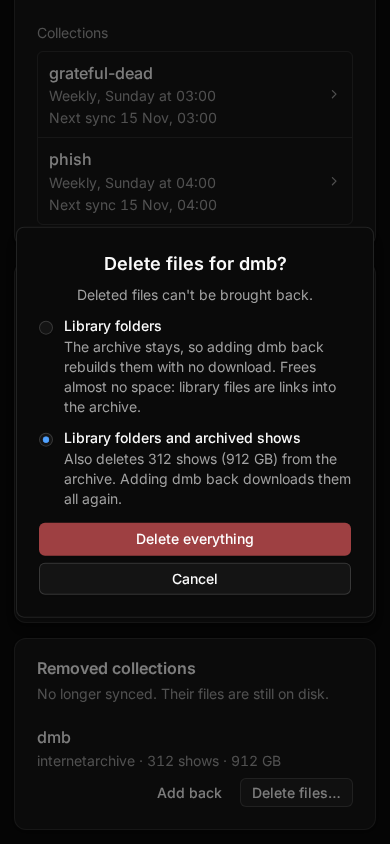 Collections
grateful-dead
Weekly, Sunday at 03:00
Next sync 15 Nov, 03:00
phish
Weekly, Sunday at 04:00
Next sync 15 Nov, 04:00
Delete files for dmb?
Deleted files can't be brought back.
Library folders
The archive stays, so adding dmb back
rebuilds them with no download. Frees
almost no space: library files are links into
the archive.
Library folders and archived shows
Also deletes 312 shows (912 GB) from the
archive. Adding dmb back downloads them
all again.
Delete everything
Cancel
Removed collections
No longer synced. Their files are still on disk.
dmb
internetarchive · 312 shows · 912 GB
Add back
Delete files...